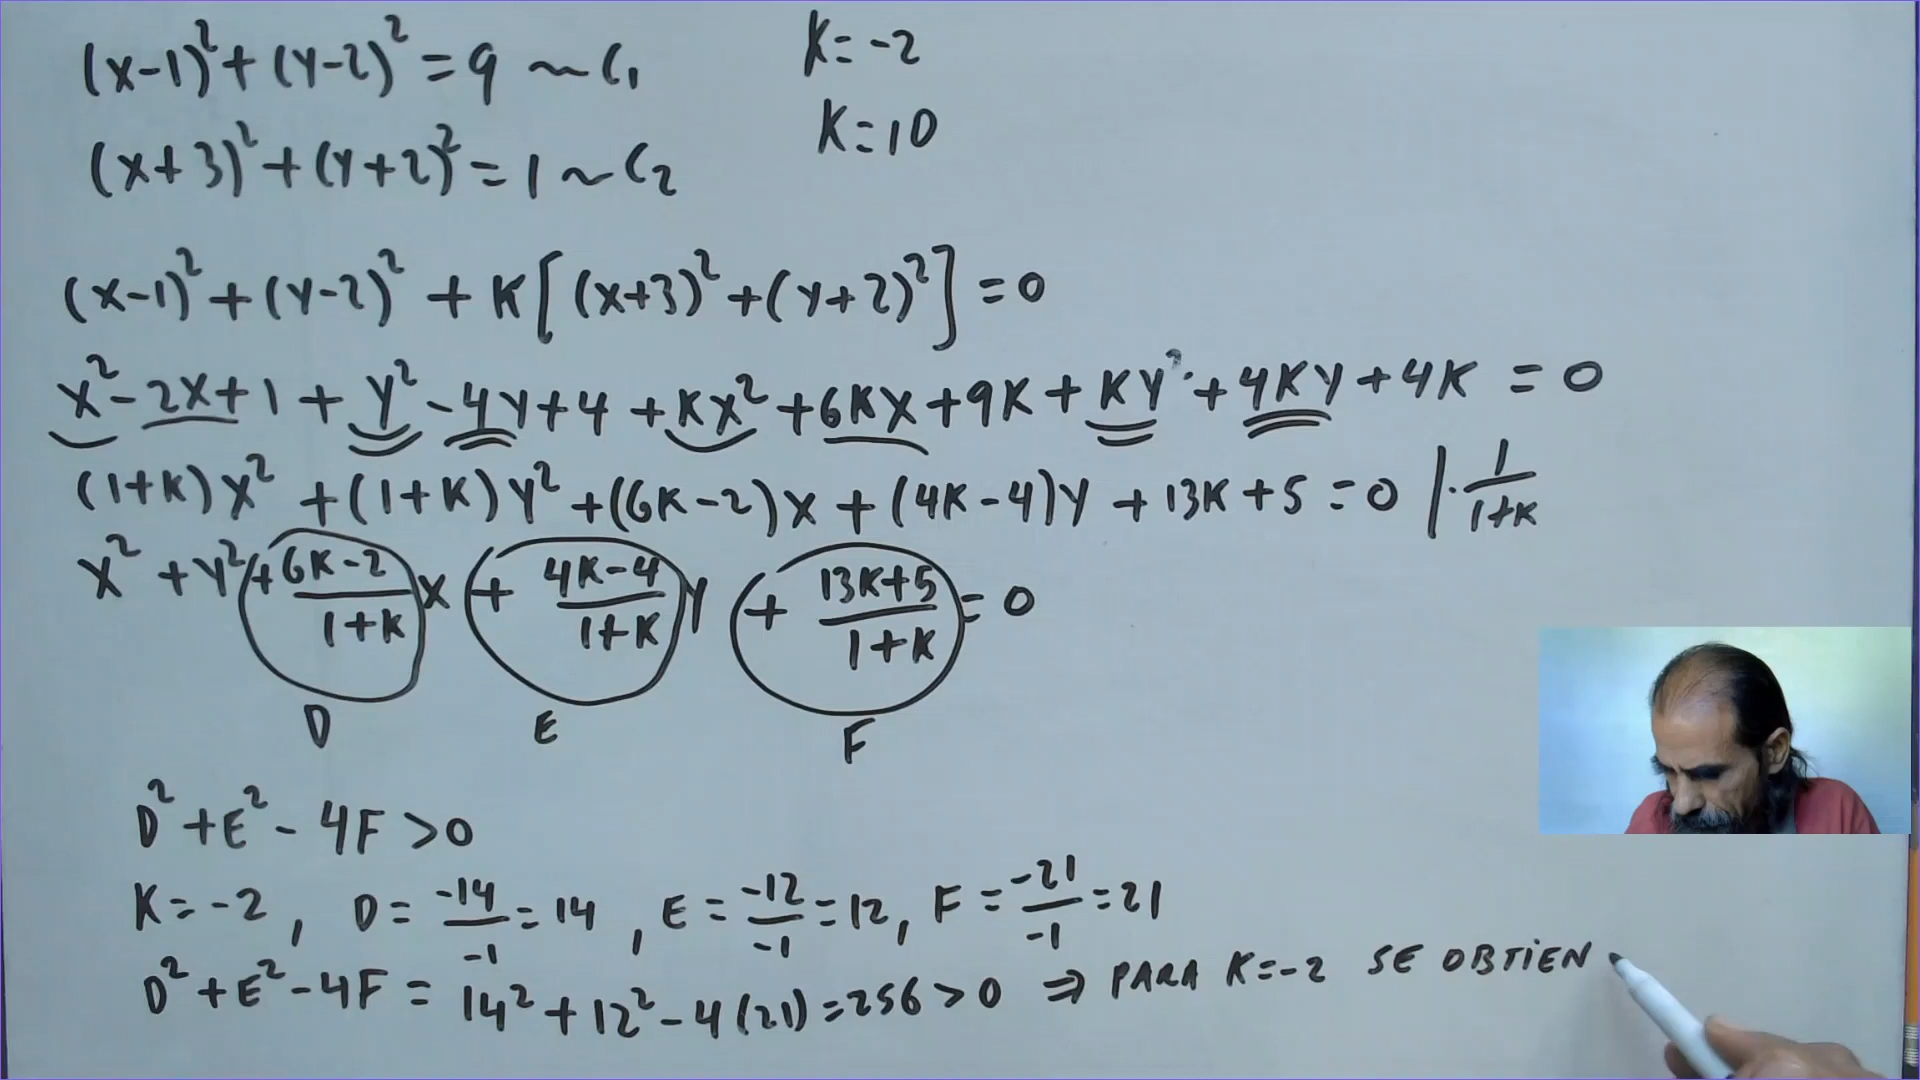 (x-1)²+(y-2)²=9 ~ C₁
K=-2
K=10
(x+3)²+(y+2)²=1 ~ C₂
(x-1)²+(y-2)²+K[(x+3)²+(y+2)²]=0
x²-2x+1+y²-4y+4+Kx²+6Kx+9K+Ky²+4Ky+4K=0
(1+K)x²+(1+K)y²+(6K-2)x+(4K-4)y+13K+5=0 |·1/(1+K)
x²+y²+(6K-2)/(1+K)x+(4K-4)/(1+K)y+(13K+5)/(1+K)=0
D E F
D²+E²-4F>0
K=-2, D=-14/-1=14, E=-12/-1=12, F=-21/-1=21
D²+E²-4F=14²+12²-4(21)=256>0 ⇒ PARA K=-2 SE OBTIEN